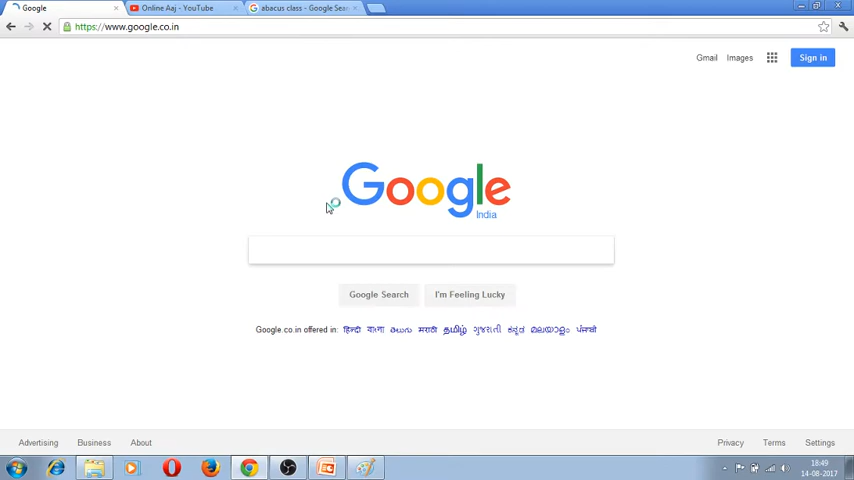 Google
Online Aaj - YouTube
abacus class - Google Sear
https://www.google.co.in
Gmail
Images
Sign in
Google
India
Google Search
I'm Feeling Lucky
Google.co.in offered in: हिन्दी বাংলা తెలుగు मराठी தமிழ் ગુજરાતી ಕನ್ನಡ മലയാളം ਪੰਜਾਬੀ
Advertising
Business
About
Privacy
Terms
Settings
18:49
14-08-2017